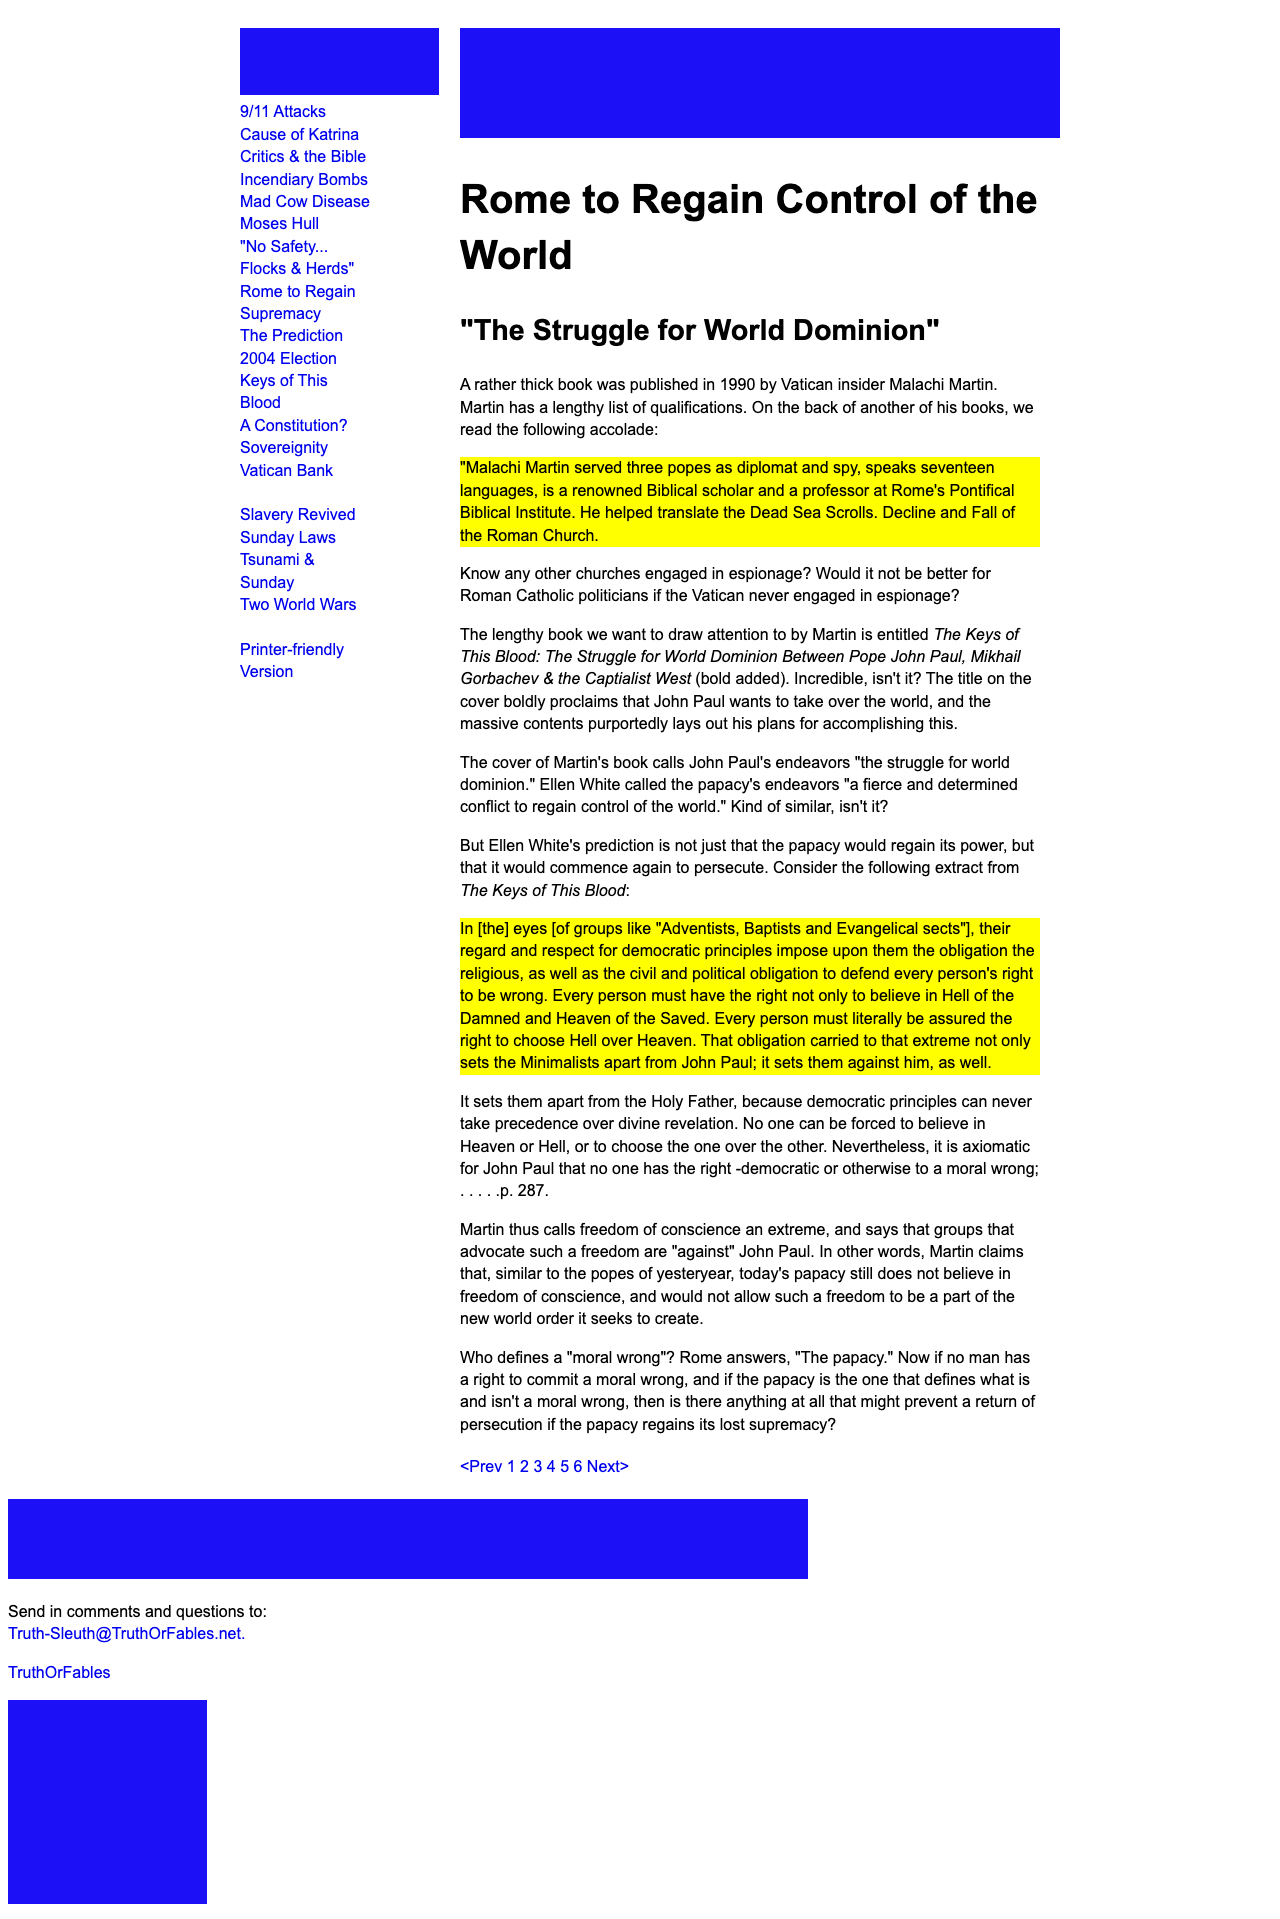 9/11 Attacks
Cause of Katrina
Critics & the Bible
Incendiary Bombs
Mad Cow Disease
Moses Hull
"No Safety...
Flocks & Herds"
Rome to Regain
Supremacy
The Prediction
2004 Election
Keys of This
Blood
A Constitution?
Sovereignity
Vatican Bank
Slavery Revived
Sunday Laws
Tsunami &
Sunday
Two World Wars
Printer-friendly
Version
Rome to Regain Control of the
World
"The Struggle for World Dominion"
A rather thick book was published in 1990 by Vatican insider Malachi Martin.
Martin has a lengthy list of qualifications. On the back of another of his books, we
read the following accolade:
"Malachi Martin served three popes as diplomat and spy, speaks seventeen
languages, is a renowned Biblical scholar and a professor at Rome's Pontifical
Biblical Institute. He helped translate the Dead Sea Scrolls. Decline and Fall of
the Roman Church.
Know any other churches engaged in espionage? Would it not be better for
Roman Catholic politicians if the Vatican never engaged in espionage?
The lengthy book we want to draw attention to by Martin is entitled The Keys of
This Blood: The Struggle for World Dominion Between Pope John Paul, Mikhail
Gorbachev & the Captialist West (bold added). Incredible, isn't it? The title on the
cover boldly proclaims that John Paul wants to take over the world, and the
massive contents purportedly lays out his plans for accomplishing this.
The cover of Martin's book calls John Paul's endeavors "the struggle for world
dominion." Ellen White called the papacy's endeavors "a fierce and determined
conflict to regain control of the world." Kind of similar, isn't it?
But Ellen White's prediction is not just that the papacy would regain its power, but
that it would commence again to persecute. Consider the following extract from
The Keys of This Blood:
In [the] eyes [of groups like "Adventists, Baptists and Evangelical sects"], their
regard and respect for democratic principles impose upon them the obligation the
religious, as well as the civil and political obligation to defend every person's right
to be wrong. Every person must have the right not only to believe in Hell of the
Damned and Heaven of the Saved. Every person must literally be assured the
right to choose Hell over Heaven. That obligation carried to that extreme not only
sets the Minimalists apart from John Paul; it sets them against him, as well.
It sets them apart from the Holy Father, because democratic principles can never
take precedence over divine revelation. No one can be forced to believe in
Heaven or Hell, or to choose the one over the other. Nevertheless, it is axiomatic
for John Paul that no one has the right -democratic or otherwise to a moral wrong;
. . . . .p. 287.
Martin thus calls freedom of conscience an extreme, and says that groups that
advocate such a freedom are "against" John Paul. In other words, Martin claims
that, similar to the popes of yesteryear, today's papacy still does not believe in
freedom of conscience, and would not allow such a freedom to be a part of the
new world order it seeks to create.
Who defines a "moral wrong"? Rome answers, "The papacy." Now if no man has
a right to commit a moral wrong, and if the papacy is the one that defines what is
and isn't a moral wrong, then is there anything at all that might prevent a return of
persecution if the papacy regains its lost supremacy?
<Prev 1 2 3 4 5 6 Next>
Send in comments and questions to:
Truth-Sleuth@TruthOrFables.net.
TruthOrFables